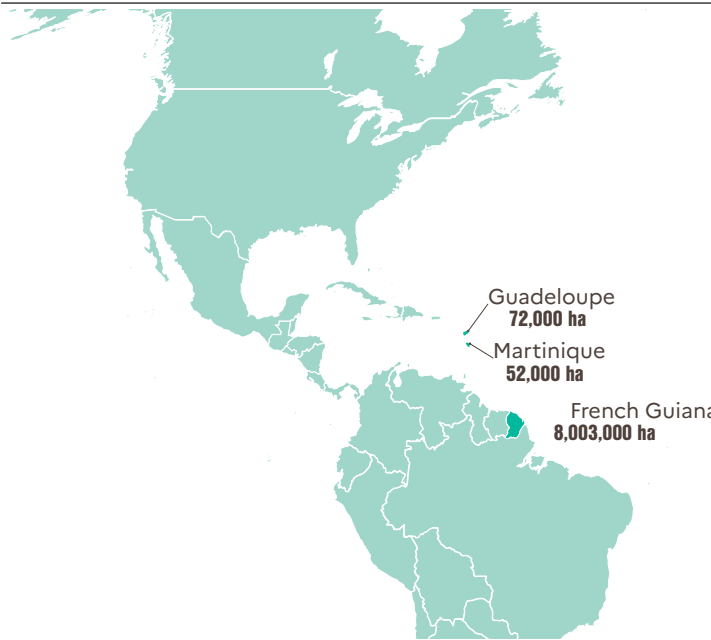 Guadeloupe
72,000 ha
Martinique
52,000 ha
French Guiana
8,003,000 ha